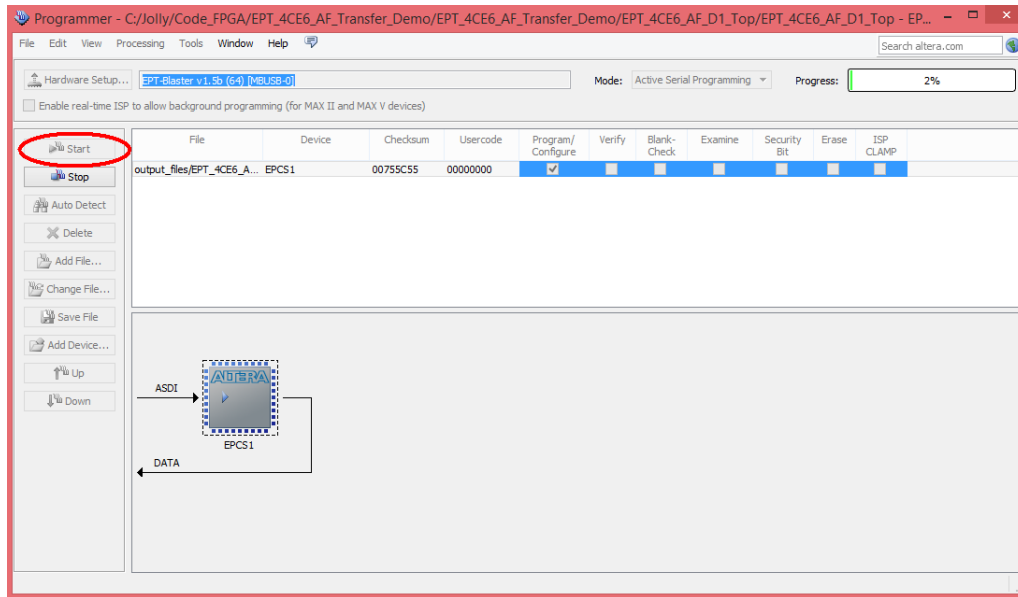 Programmer - C:/Jolly/Code_FPGA/EPT_4CE6_AF_Transfer_Demo/EPT_4CE6_AF_Transfer_Demo/EPT_4CE6_AF_D1_Top/EPT_4CE6_AF_D1_Top - EP...
File Edit View Processing Tools Window Help
Search altera.com
Hardware Setup... EPT-Blaster v1.5b (64) [MBUSB-0] Mode: Active Serial Programming Progress: 2%
Enable real-time ISP to allow background programming (for MAX II and MAX V devices)
Start
Stop
Auto Detect
Delete
Add File...
Change File...
Save File
Add Device...
Up
Down
File Device Checksum Usercode Program/ Verify Blank- Examine Security Erase ISP
Configure Check Bit CLAMP
output_files/EPT_4CE6_A... EPCS1 00755C55 00000000
ALTERA
ASDI
EPCS1
DATA